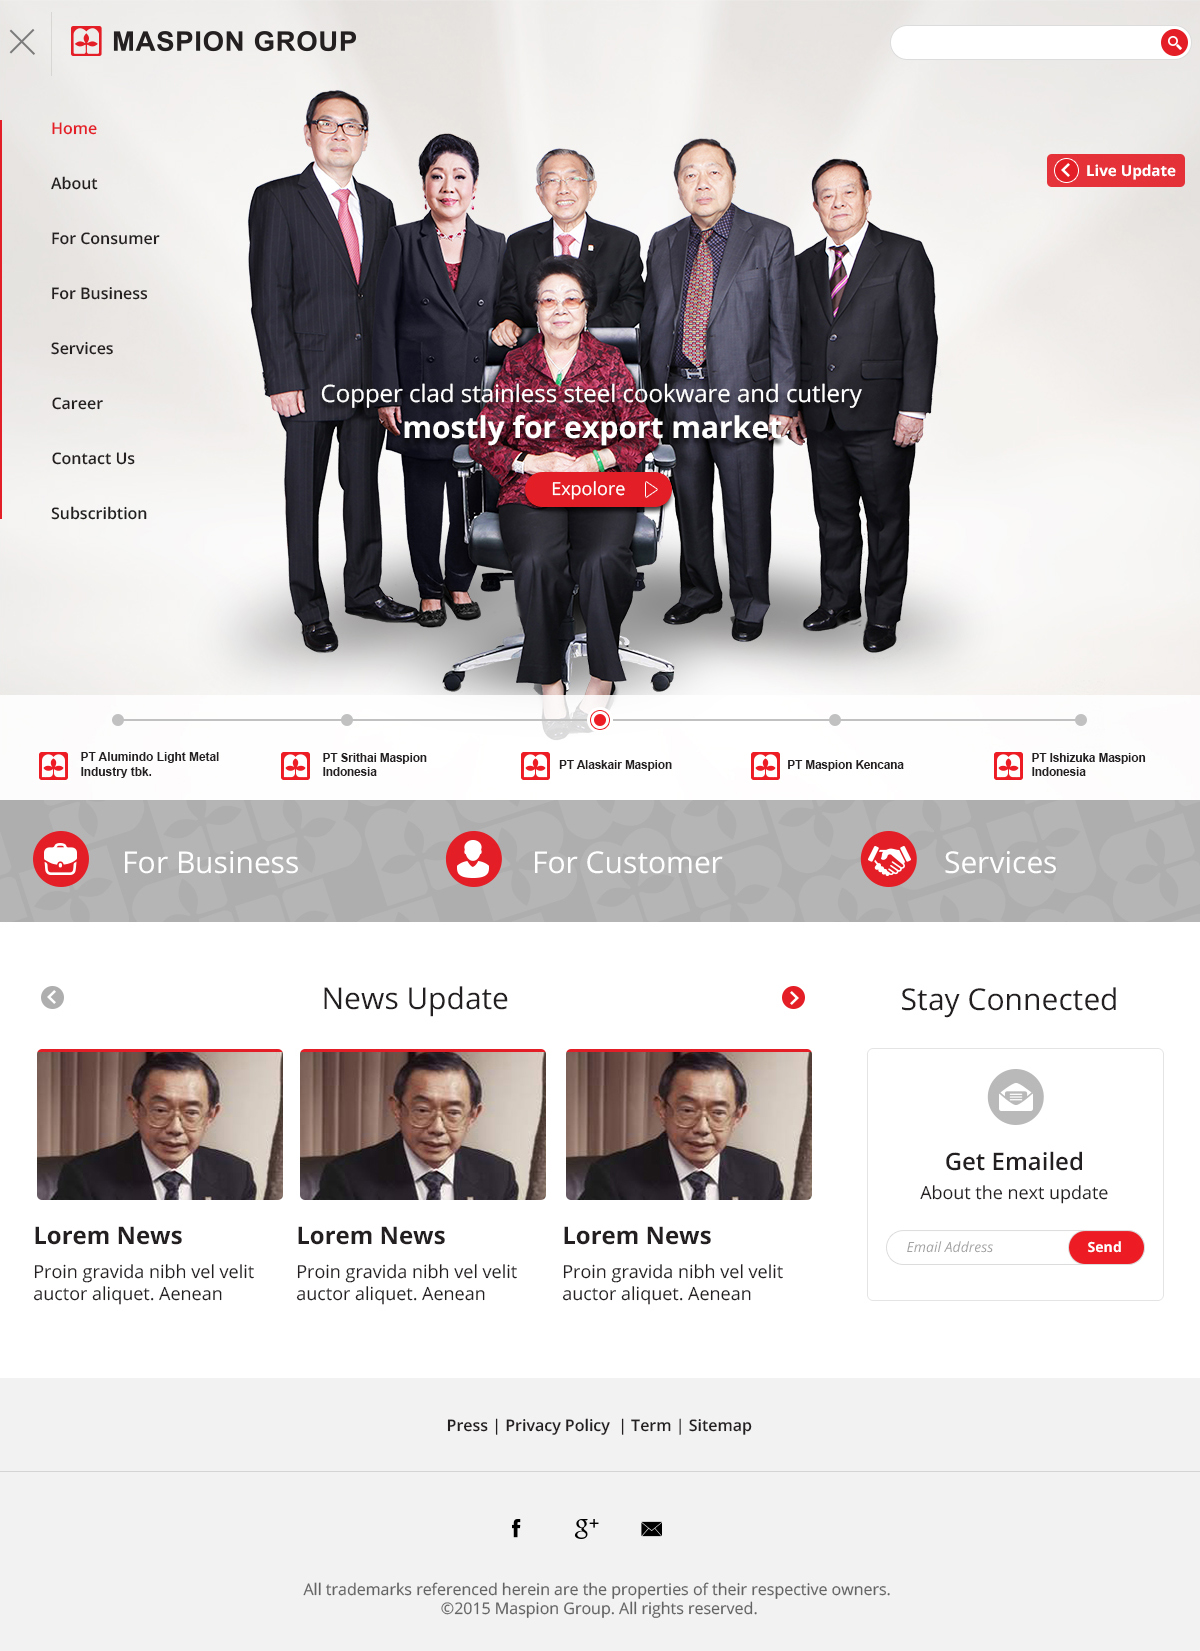 MASPION GROUP
Home
About
For Consumer
For Business
Services
Career
Contact Us
Subscribtion
Live Update
Copper clad stainless steel cookware and cutlery
mostly for export market
Expolore
PT Alumindo Light Metal
Industry tbk.
PT Srithai Maspion
Indonesia
PT Alaskair Maspion
PT Maspion Kencana
PT Ishizuka Maspion
Indonesia
For Business
For Customer
Services
News Update
Lorem News
Proin gravida nibh vel velit
auctor aliquet. Aenean
Lorem News
Proin gravida nibh vel velit
auctor aliquet. Aenean
Lorem News
Proin gravida nibh vel velit
auctor aliquet. Aenean
Stay Connected
Get Emailed
About the next update
Email Address
Send
Press | Privacy Policy | Term | Sitemap
f
g+
All trademarks referenced herein are the properties of their respective owners.
©2015 Maspion Group. All rights reserved.